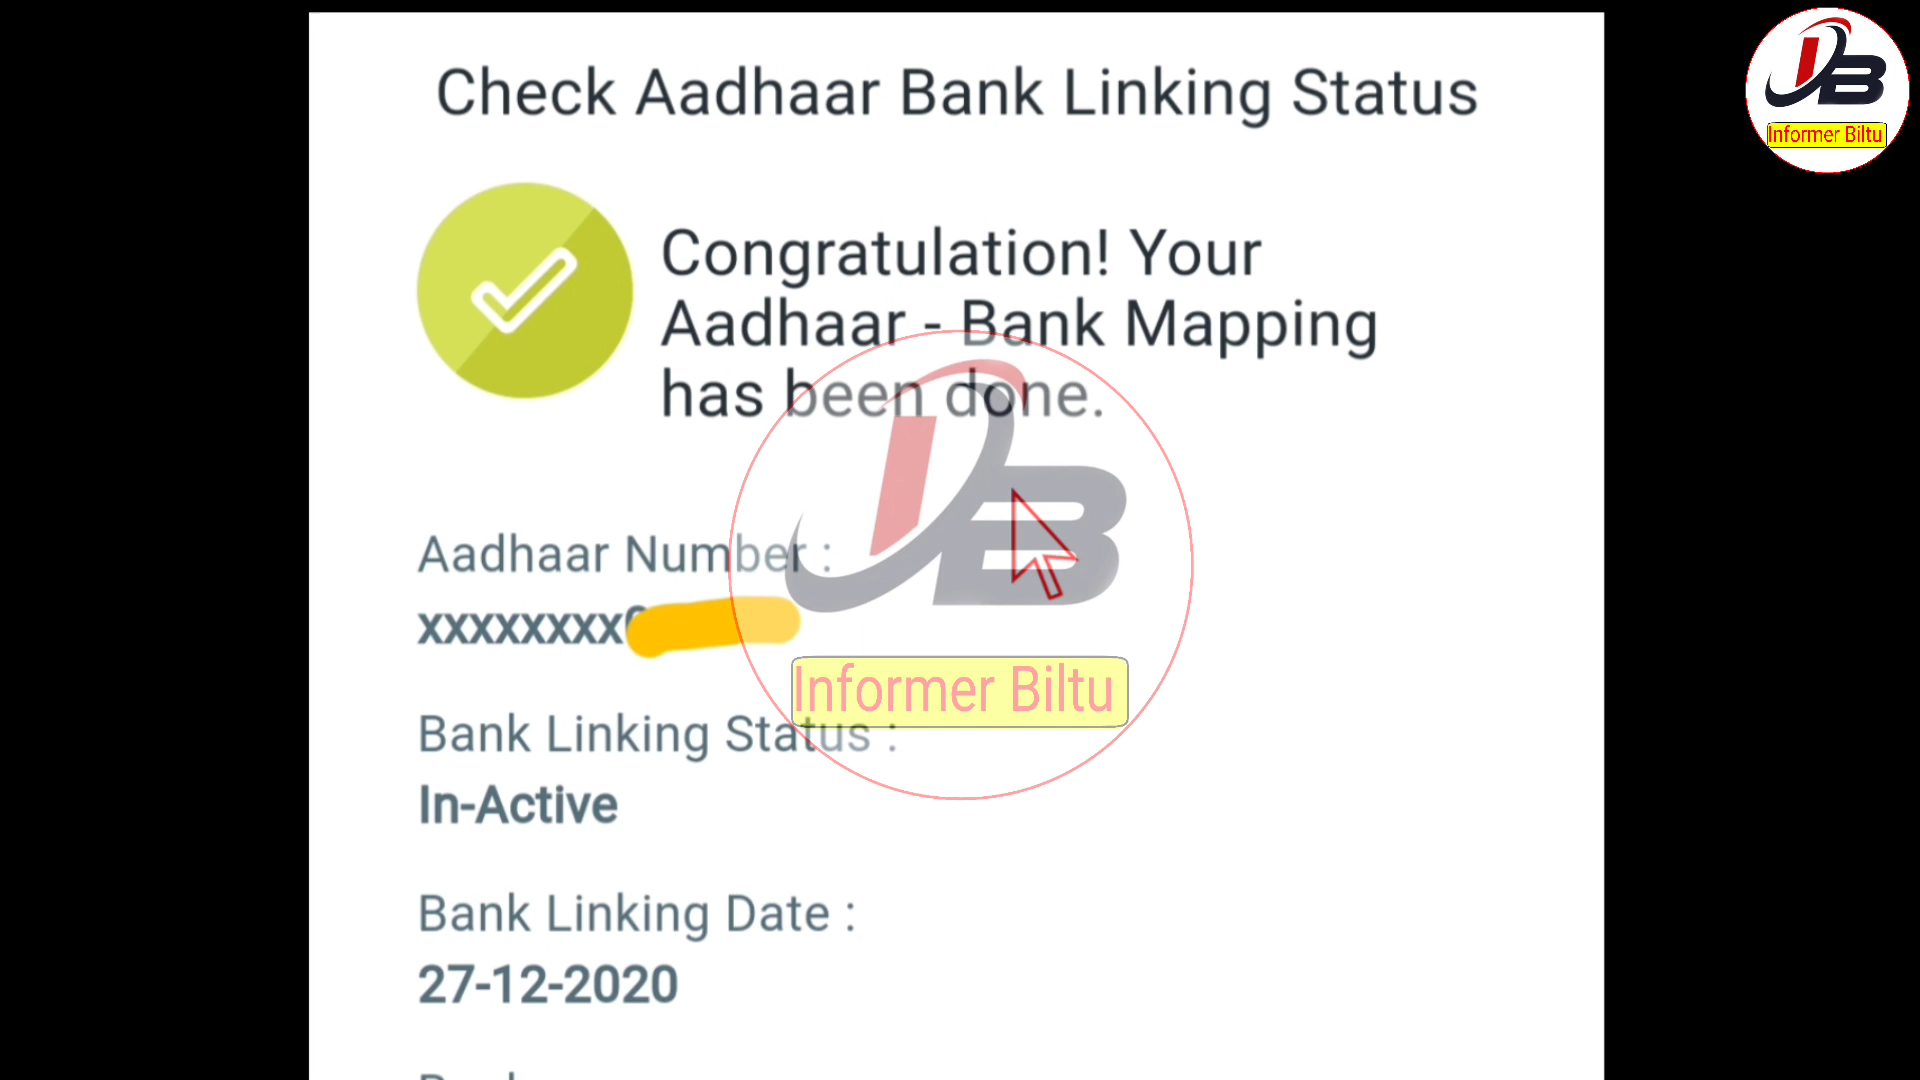 Check Aadhaar Bank Linking Status
Informer Biltu
Congratulation! Your
Aadhaar - Bank Mapping
has been done.
Aadhaar Number :
xxxxxxxx
Informer Biltu
Bank Linking Status :
In-Active
Bank Linking Date :
27-12-2020